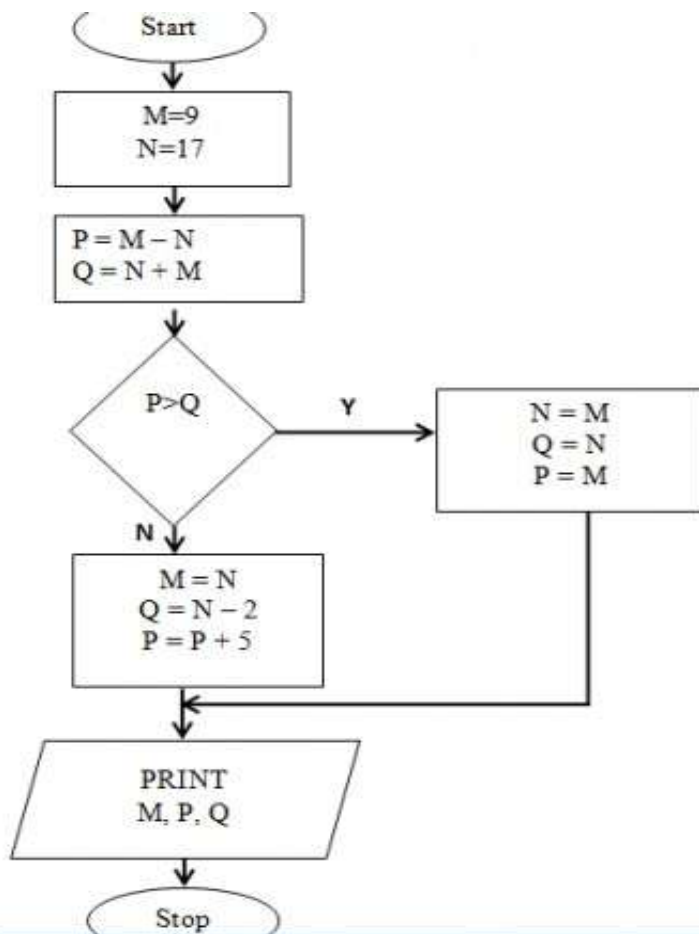 Start
M=9
N=17
P = M – N
Q = N + M
P>Q
Y
N = M
Q = N
P = M
N
M = N
Q = N – 2
P = P + 5
PRINT
M, P, Q
Stop